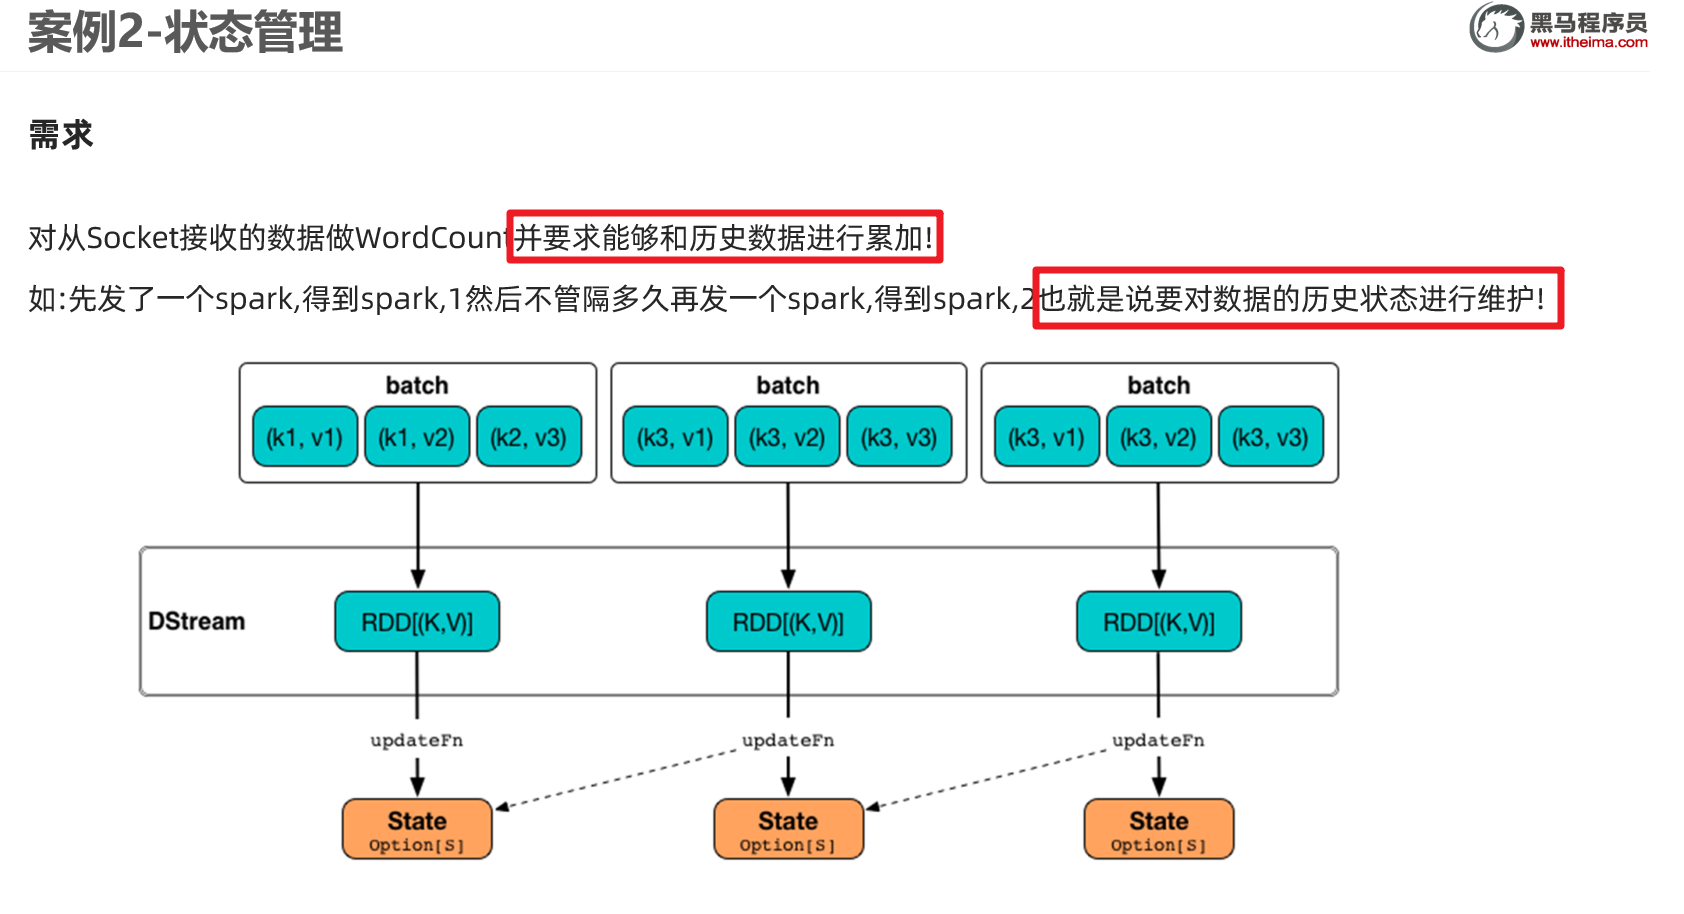 案例2-状态管理
黑马程序员
www.itheima.com
需求
对从Socket接收的数据做WordCount并要求能够和历史数据进行累加!
如:先发了一个spark,得到spark,1然后不管隔多久再发一个spark,得到spark,2也就是说要对数据的历史状态进行维护!
batch batch batch
(k1, v1) (k1, v2) (k2, v3) (k3, v1) (k3, v2) (k3, v3) (k3, v1) (k3, v2) (k3, v3)
DStream RDD[(K,V)] RDD[(K,V)] RDD[(K,V)]
updateFn updateFn updateFn
State State State
Option[S] Option[S] Option[S]